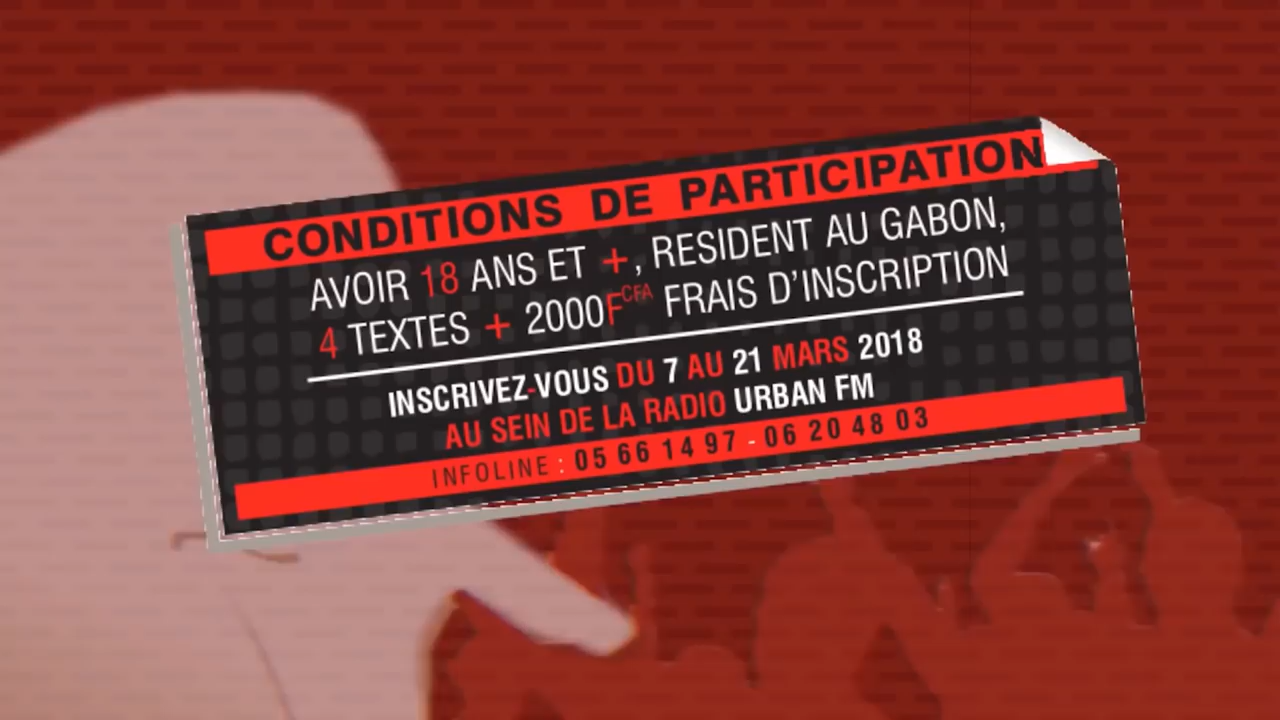 CONDITIONS DE PARTICIPATION
AVOIR 18 ANS ET +, RESIDENT AU GABON,
4 TEXTES + 2000FCFA FRAIS D'INSCRIPTION
INSCRIVEZ-VOUS DU 7 AU 21 MARS 2018
AU SEIN DE LA RADIO URBAN FM
INFOLINE : 05 66 14 97 - 06 20 48 03